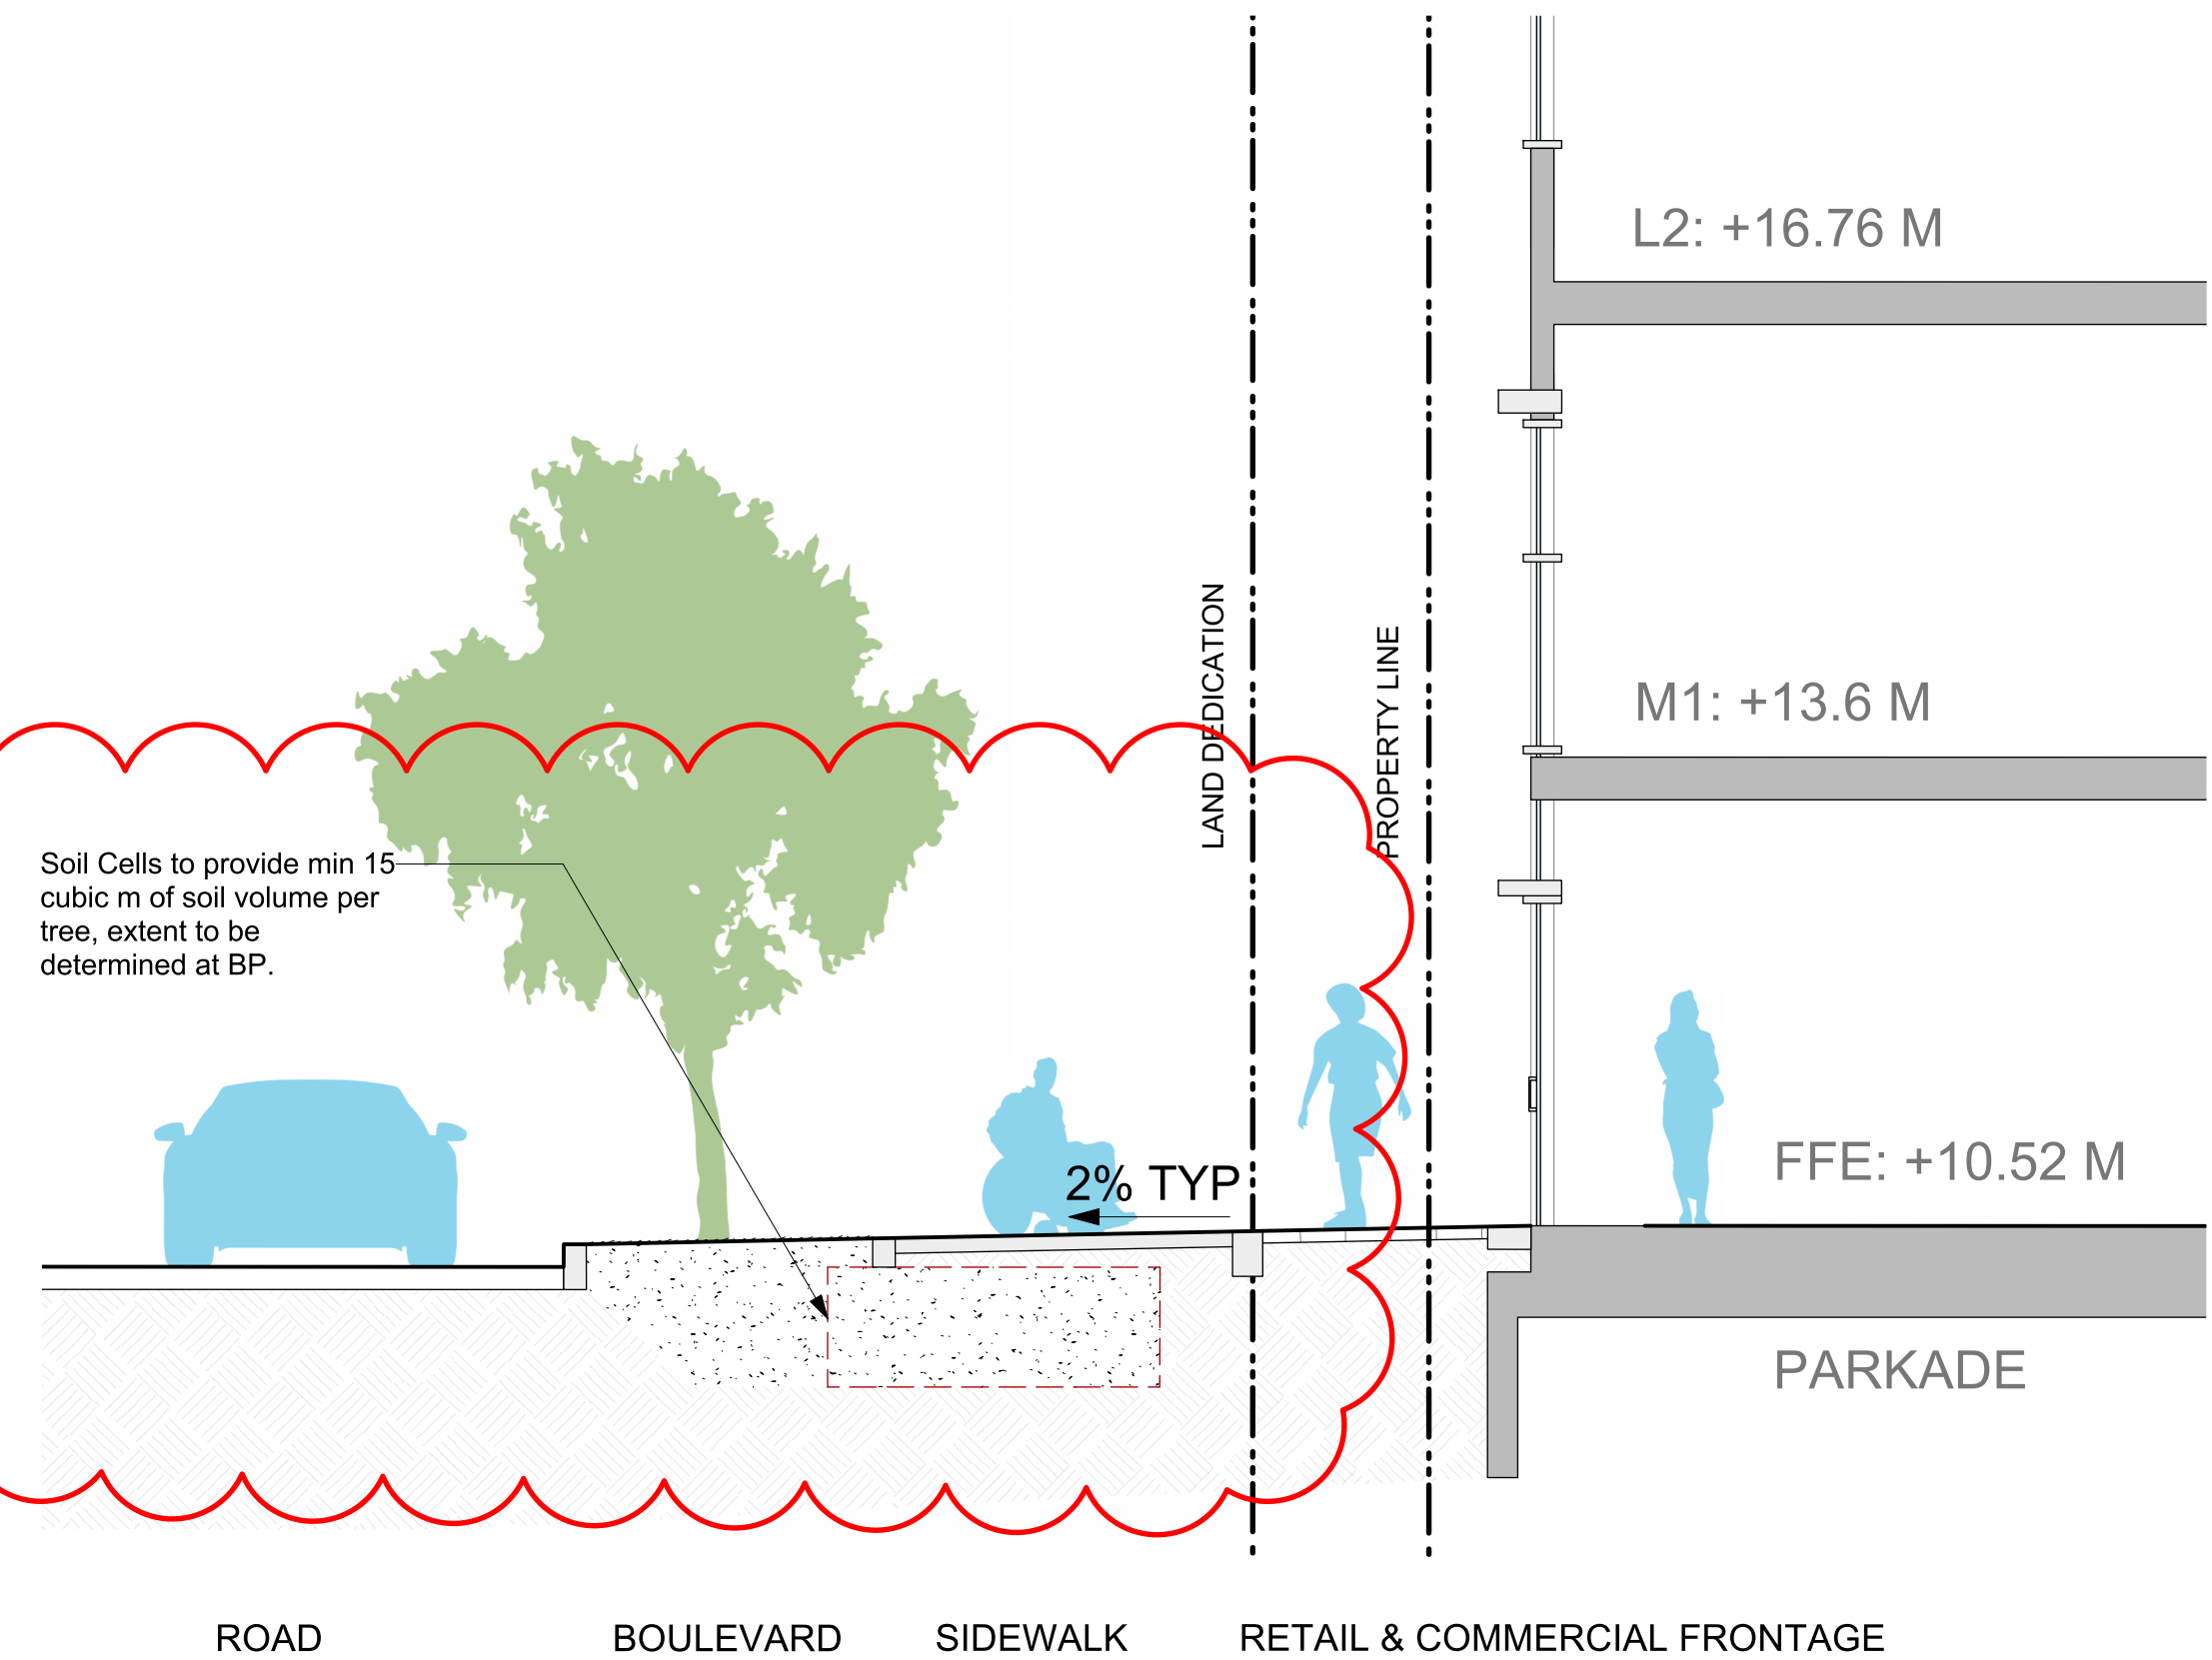 L2: +16.76 M
LAND DEDICATION
PROPERTY LINE
M1: +13.6 M
Soil Cells to provide min 15
cubic m of soil volume per
tree, extent to be
determined at BP.
2% TYP
FFE: +10.52 M
PARKADE
ROAD
BOULEVARD
SIDEWALK
RETAIL & COMMERCIAL FRONTAGE